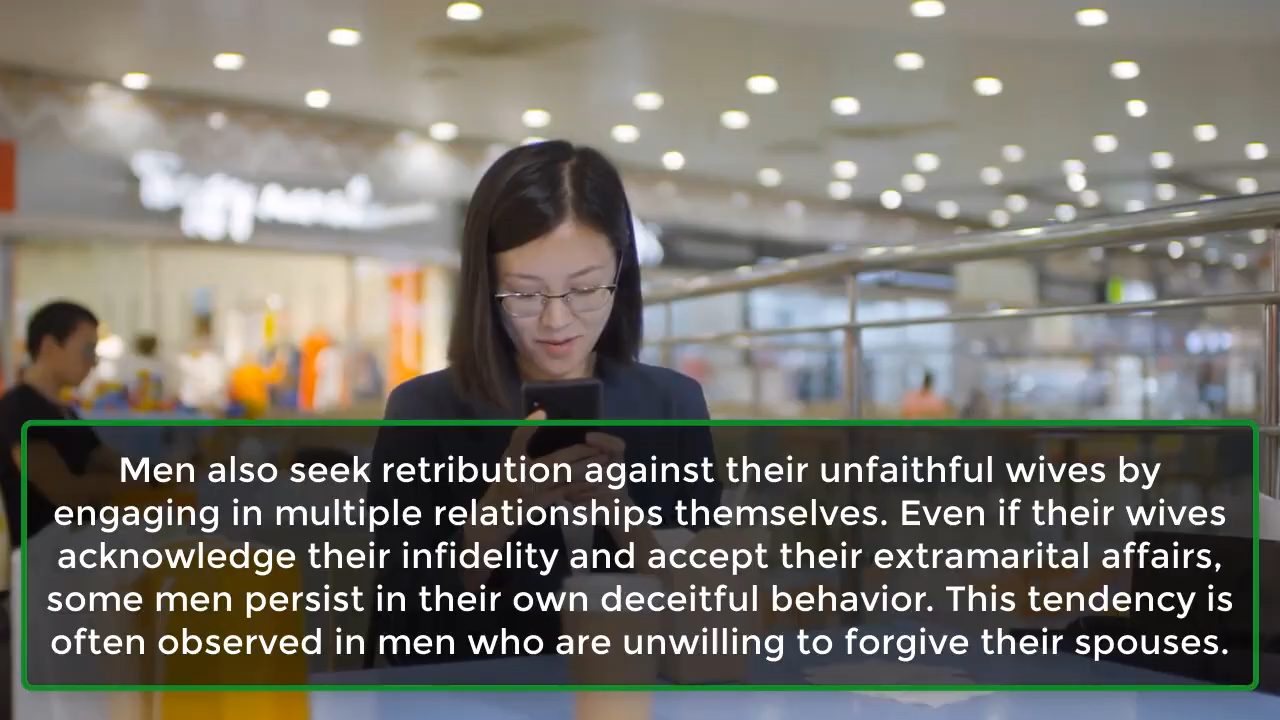 Men also seek retribution against their unfaithful wives by
engaging in multiple relationships themselves. Even if their wives
acknowledge their infidelity and accept their extramarital affairs,
some men persist in their own deceitful behavior. This tendency is
often observed in men who are unwilling to forgive their spouses.